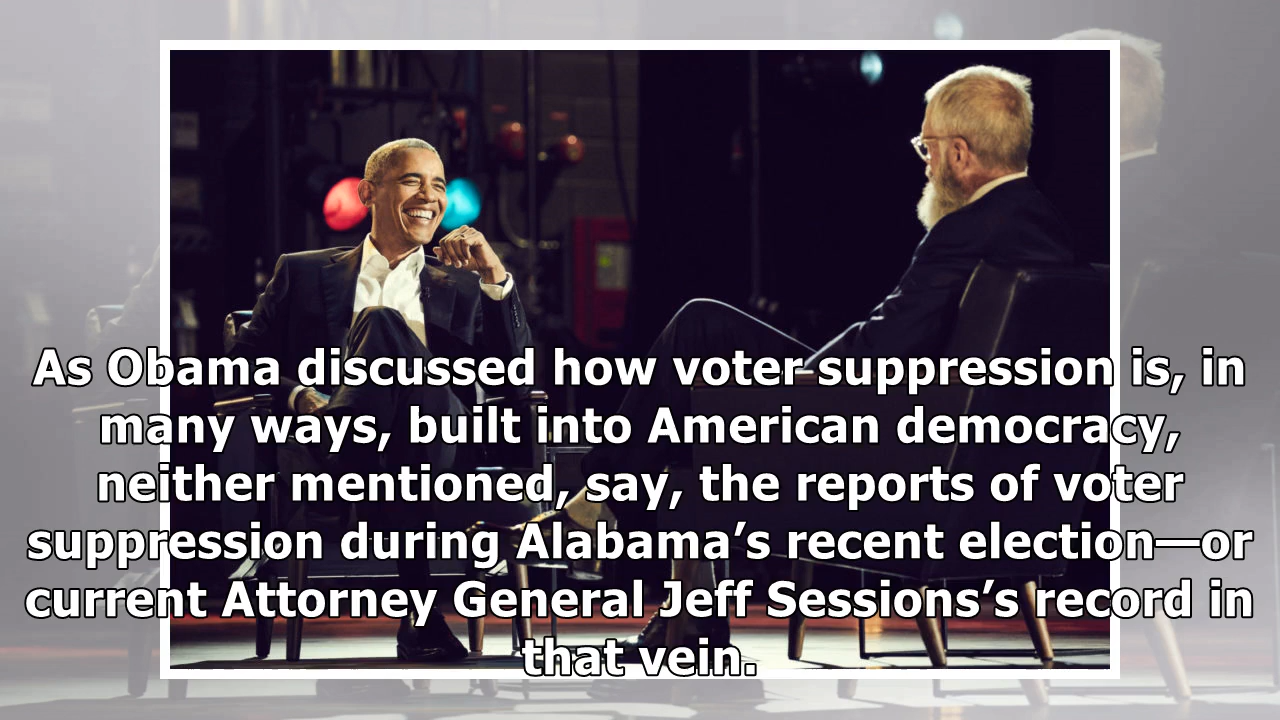 As Obama discussed how voter suppression is, in
many ways, built into American democracy,
neither mentioned, say, the reports of voter
suppression during Alabama’s recent election—or
current Attorney General Jeff Sessions’s record in
that vein.